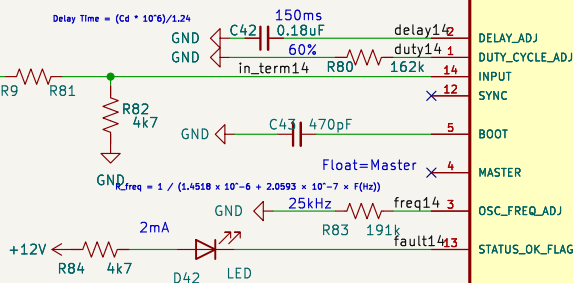 Delay Time = (Cd * 10^6)/1.24
150ms
GND C42 0.18uF delay14 2 DELAY_ADJ
GND 60% R80 162k duty14 1 DUTY_CYCLE_ADJ
R9 R81 in_term14 14 INPUT
12 SYNC
R82
4k7
GND C43 470pF 5 BOOT
Float=Master 4 MASTER
GND
R_freq = 1 / (1.4518 x 10^-6 + 2.0593 x 10^-7 x F(Hz))
GND 25kHz R83 191k freq14 3 OSC_FREQ_ADJ
2mA
+12V R84 4k7 D42 LED fault14 13 STATUS_OK_FLAG